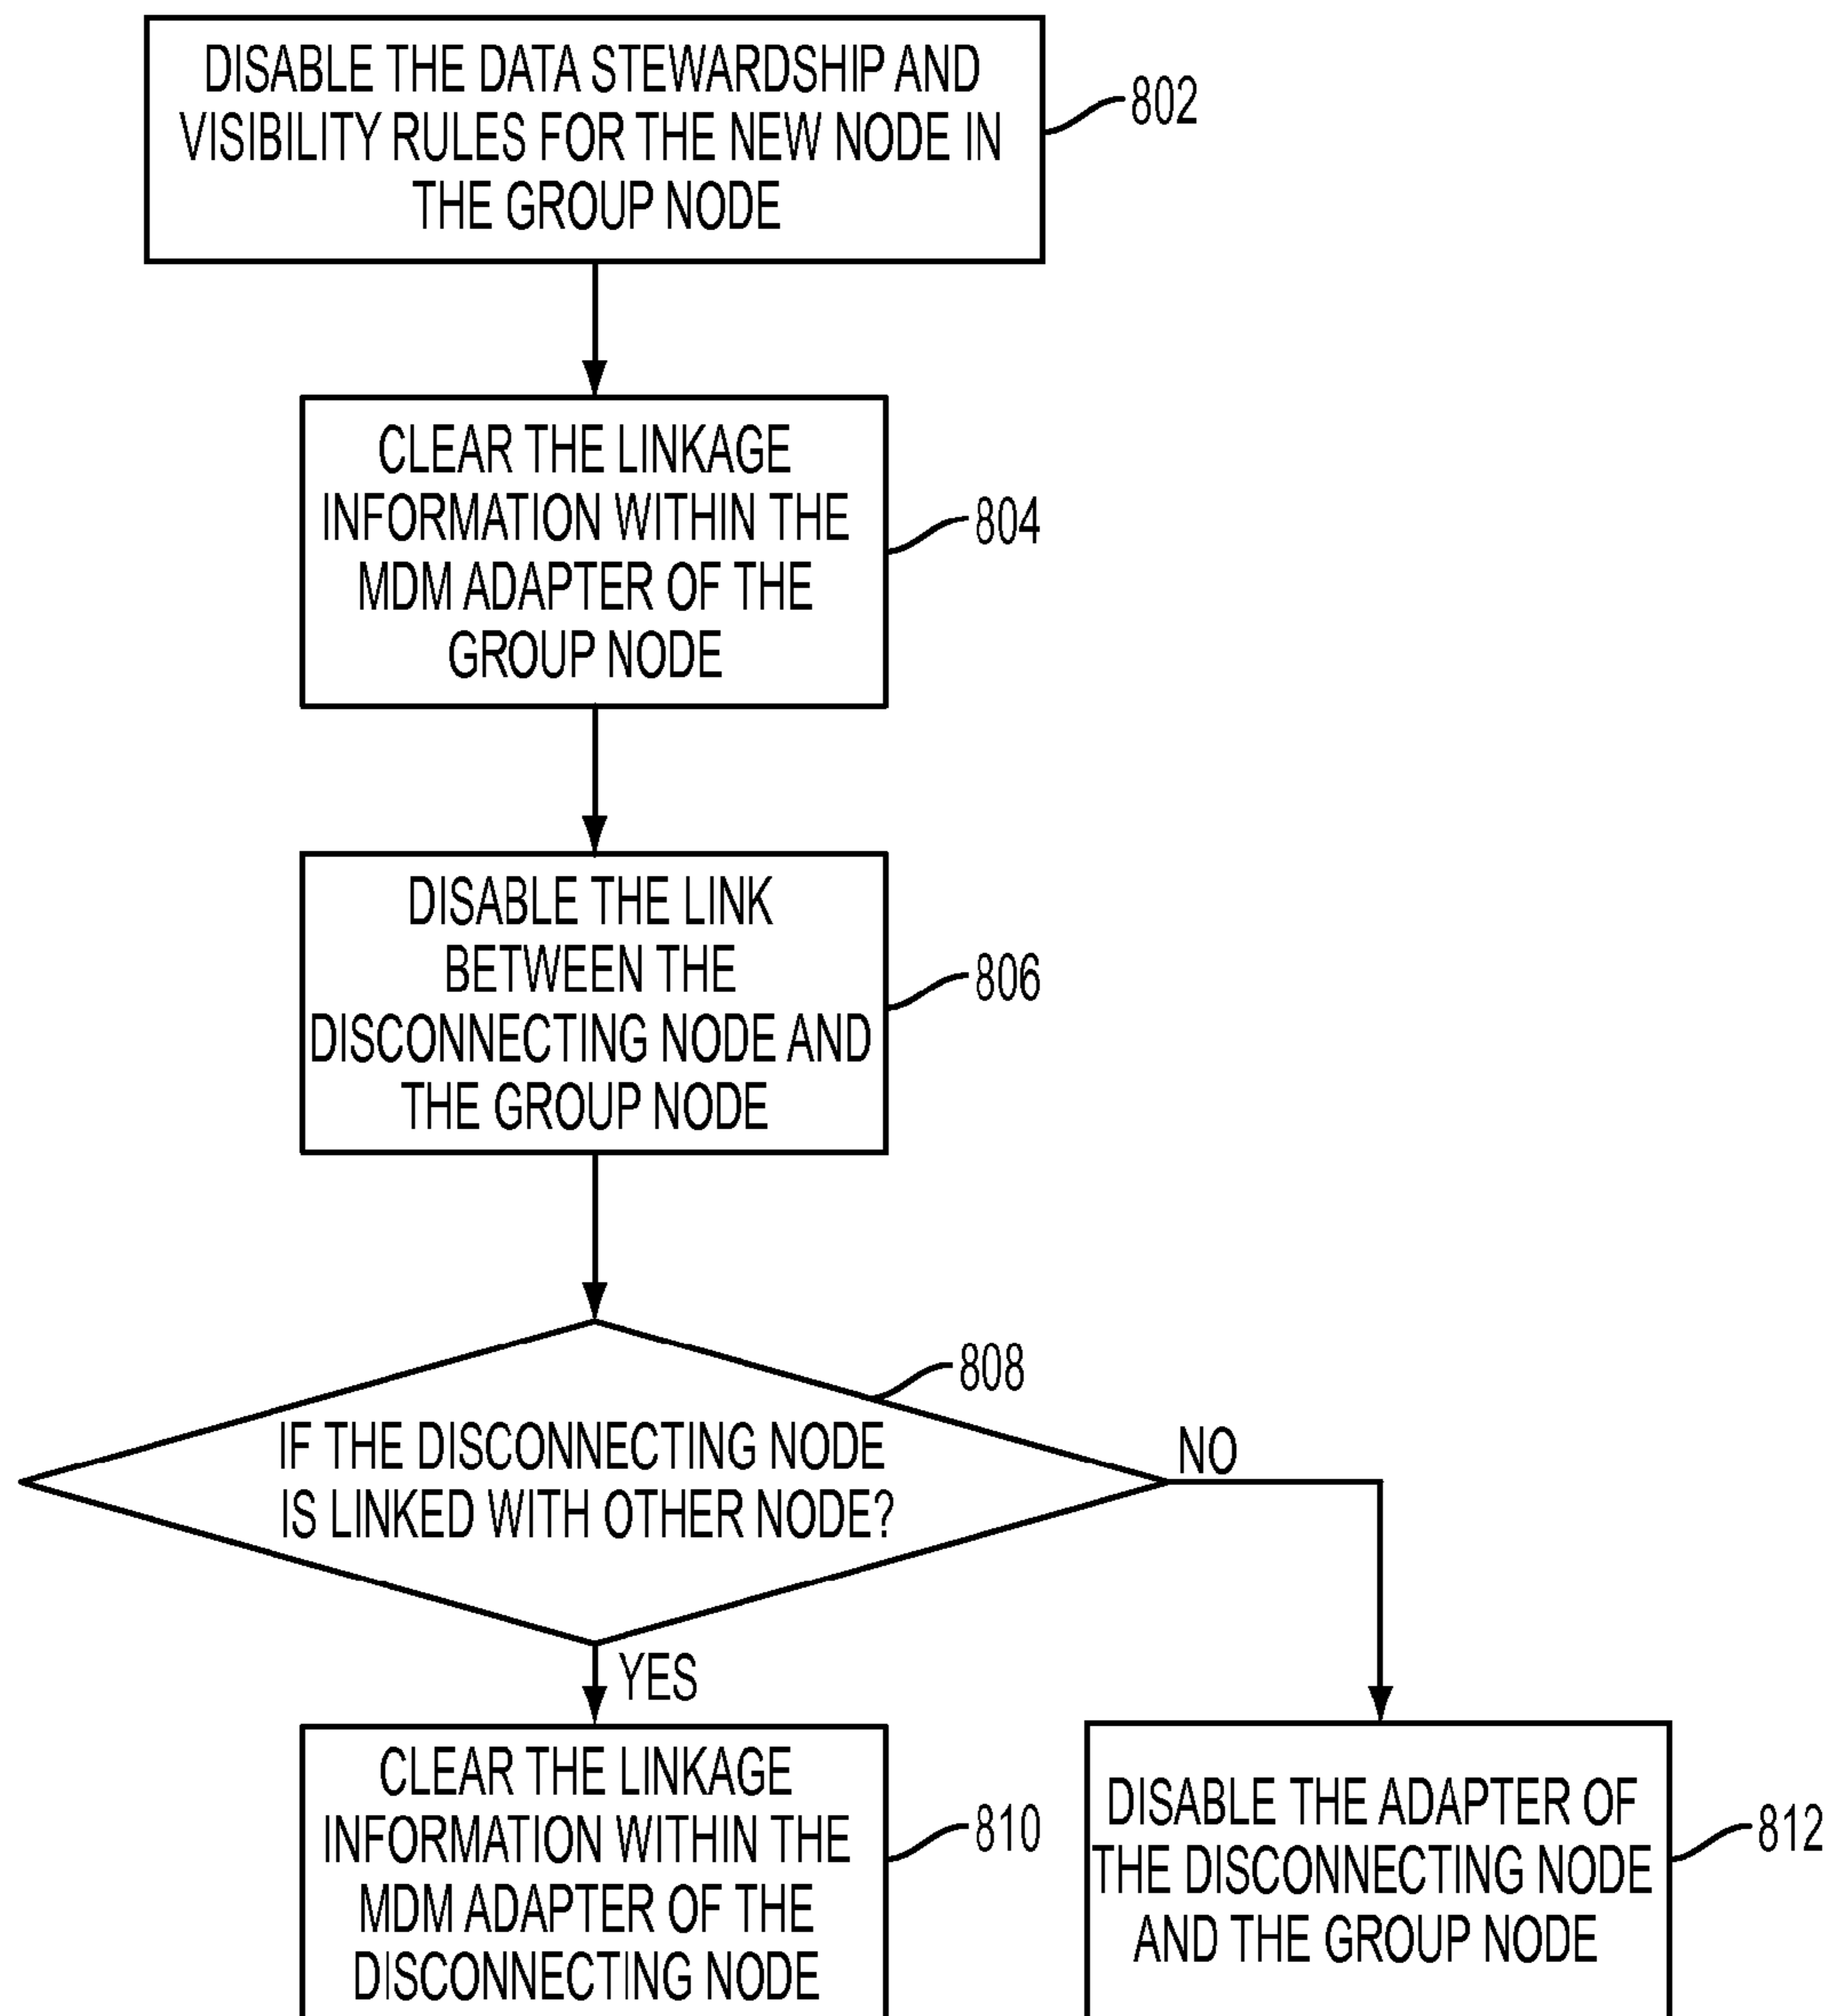 DISABLE THE DATA STEWARDSHIP AND
VISIBILITY RULES FOR THE NEW NODE IN
THE GROUP NODE
802
CLEAR THE LINKAGE
INFORMATION WITHIN THE
MDM ADAPTER OF THE
GROUP NODE
804
DISABLE THE LINK
BETWEEN THE
DISCONNECTING NODE AND
THE GROUP NODE
806
808
IF THE DISCONNECTING NODE
IS LINKED WITH OTHER NODE?
NO
YES
CLEAR THE LINKAGE
INFORMATION WITHIN THE
MDM ADAPTER OF THE
DISCONNECTING NODE
810
DISABLE THE ADAPTER OF
THE DISCONNECTING NODE
AND THE GROUP NODE
812